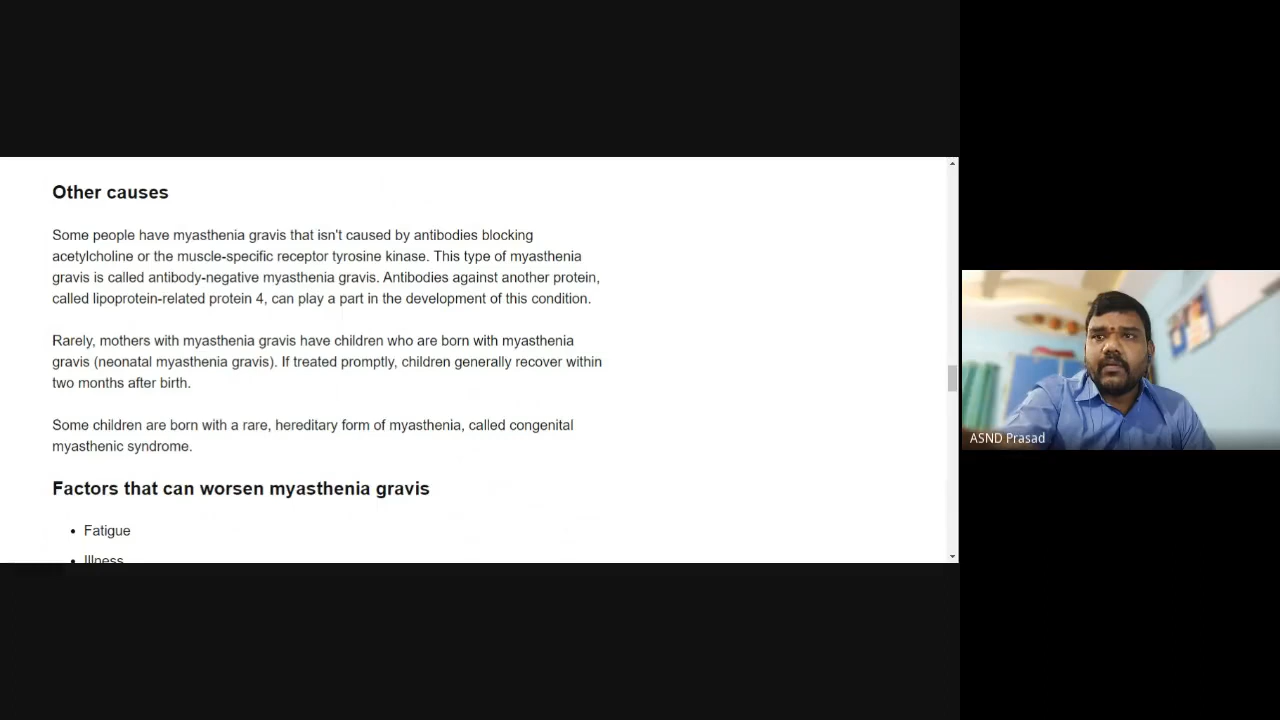 Other causes
Some people have myasthenia gravis that isn't caused by antibodies blocking
acetylcholine or the muscle-specific receptor tyrosine kinase. This type of myasthenia
gravis is called antibody-negative myasthenia gravis. Antibodies against another protein,
called lipoprotein-related protein 4, can play a part in the development of this condition.
Rarely, mothers with myasthenia gravis have children who are born with myasthenia
gravis (neonatal myasthenia gravis). If treated promptly, children generally recover within
two months after birth.
Some children are born with a rare, hereditary form of myasthenia, called congenital
myasthenic syndrome.
Factors that can worsen myasthenia gravis
• Fatigue
• Illness
ASND Prasad